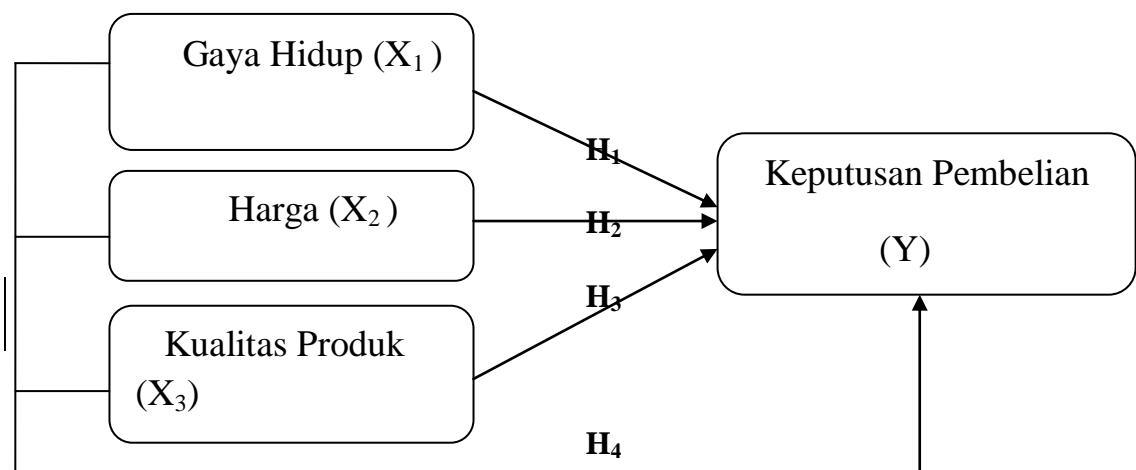 Gaya Hidup (X₁)
H₁
Keputusan Pembelian
(Y)
Harga (X₂)
H₂
H₃
Kualitas Produk
(X₃)
H₄